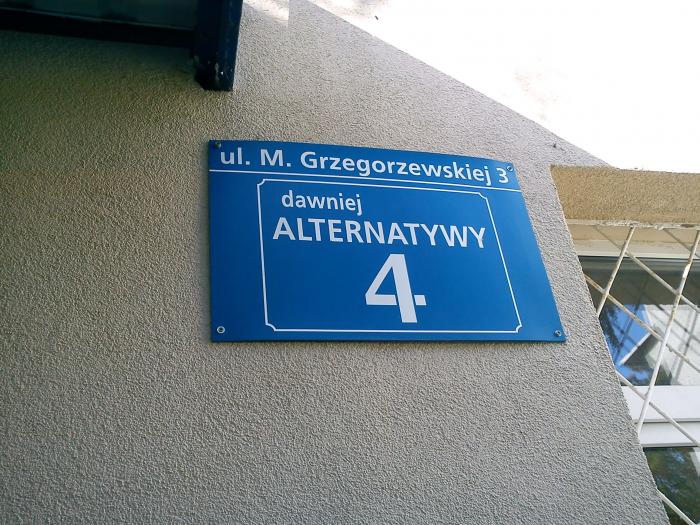 ul. M. Grzegorzewskiej 3
dawniej
ALTERNATYWY
4